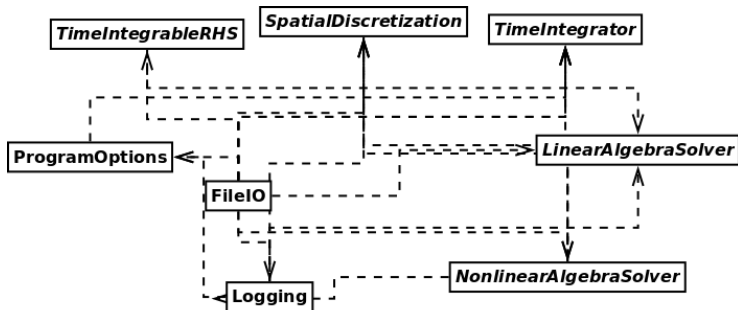 SpatialDiscretization
TimeIntegrableRHS
TimeIntegrator
ProgramOptions
LinearAlgebraSolver
FileIO
NonlinearAlgebraSolver
Logging